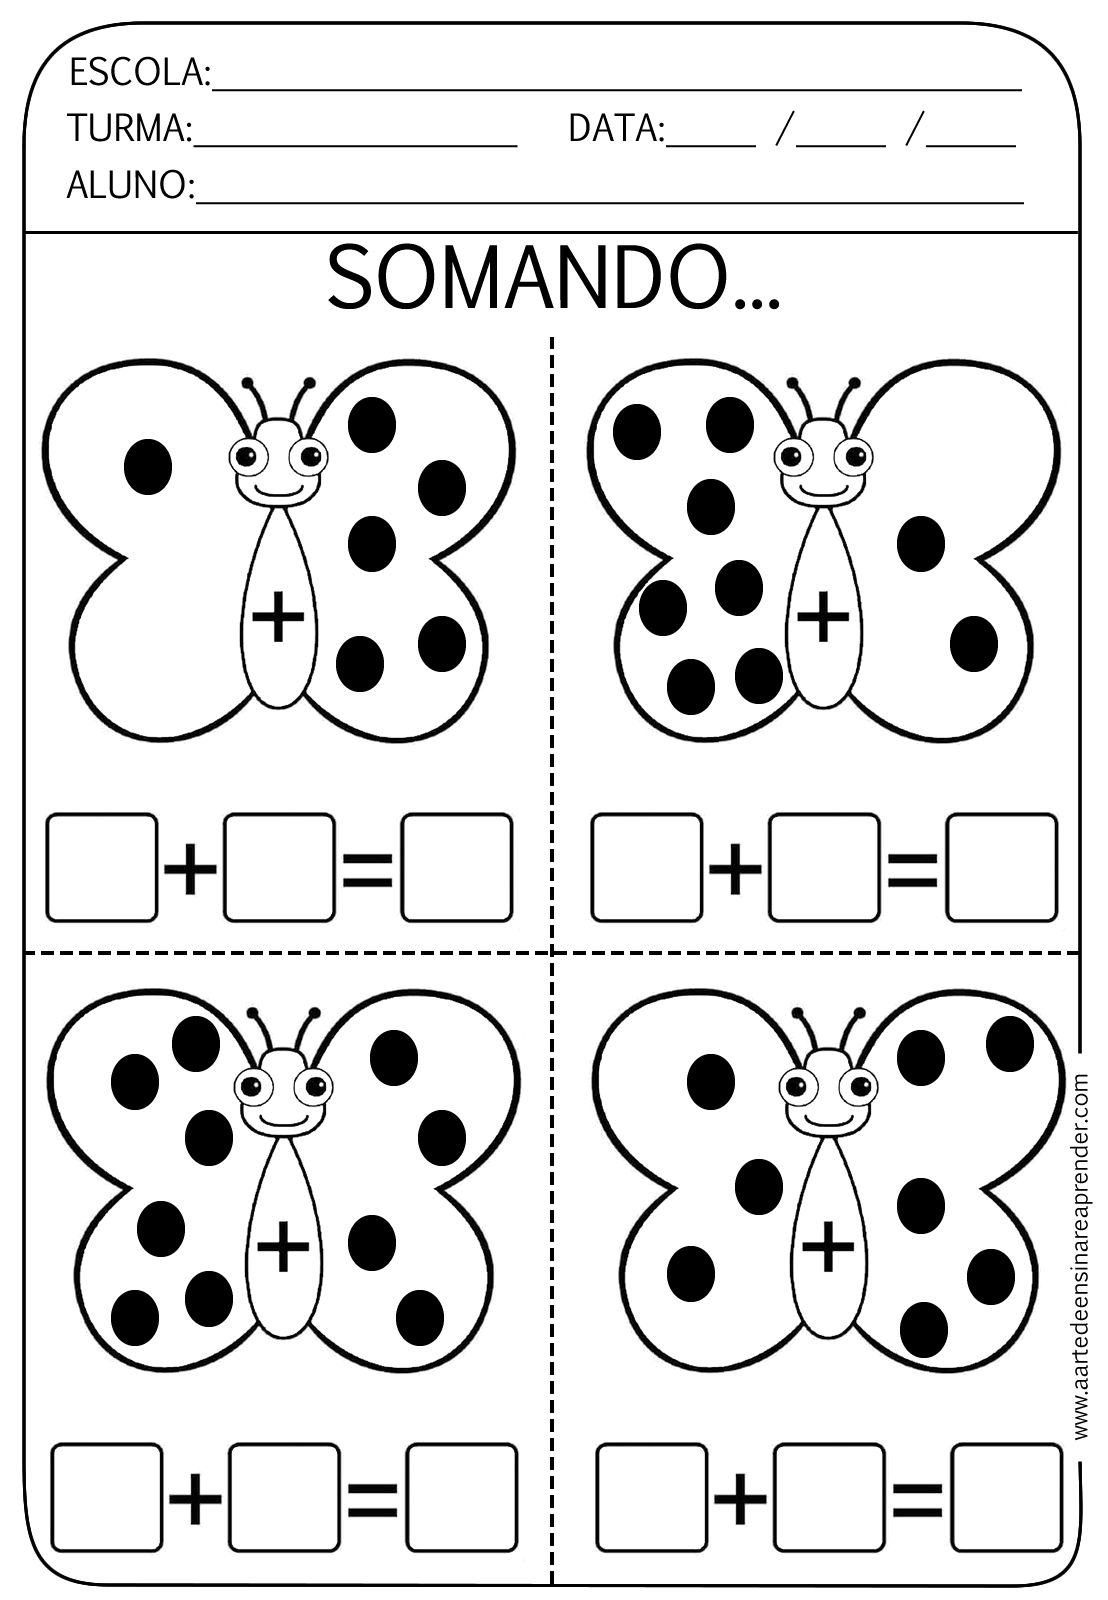 ESCOLA:
TURMA: DATA: / /
ALUNO:
SOMANDO...
+ +
+ = + =
+ +
+ = + =
www.aartedeensinareaprender.com